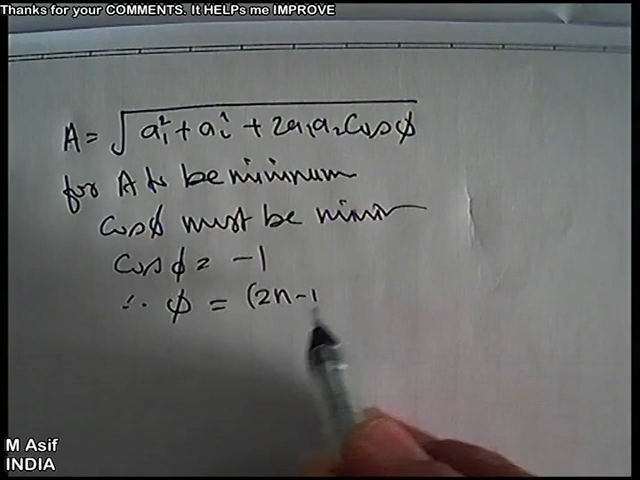 Thanks for your COMMENTS. It HELPs me IMPROVE
A = √a₁² + a₂² + 2a₁a₂cosϕ
for A to be minimum
cosϕ must be minim
cosϕ = -1
∴ ϕ = (2n-1
M Asif
INDIA